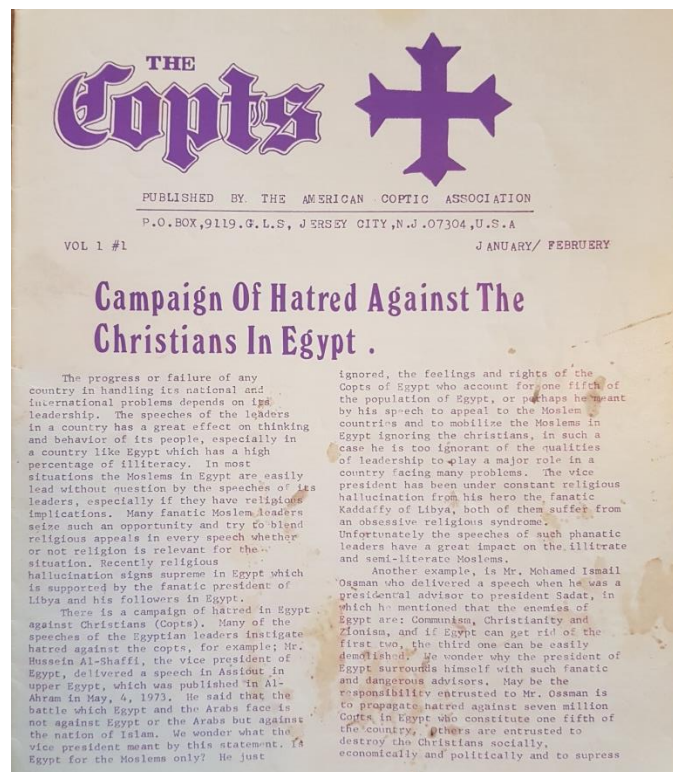 THE
Copts
PUBLISHED BY THE AMERICAN COPTIC ASSOCIATION
P.O.BOX,9119.G.L.S, JERSEY CITY,N.J.07304,U.S.A
VOL 1 #1
JANUARY/ FEBRUERY
Campaign Of Hatred Against The
Christians In Egypt .
The progress or failure of any
country in handling its national and
international problems depends on its
leadership. The speeches of the leaders
in a country has a great effect on thinking
and behavior of its people, especially in
a country like Egypt which has a high
percentage of illiteracy. In most
situations the Moslems in Egypt are easily
lead without question by the speeches of its
leaders, especially if they have religious
implications. Many fanatic Moslem leaders
seize such an opportunity and try to blend
religious appeals in every speech whether
or not religion is relevant for the
situation. Recently religious
hallucination signs supreme in Egypt which
is supported by the fanatic president of
Libya and his followers in Egypt.
There is a campaign of hatred in Egypt
against Christians (Copts). Many of the
speeches of the Egyptian leaders instigate
hatred against the copts, for example; Mr.
Hussein Al-Shaffi, the vice president of
Egypt, delivered a speech in Assiout in
upper Egypt, which was published in Al-
Ahram in May, 4, 1973. He said that the
battle which Egypt and the Arabs face is
not against Egypt or the Arabs but against
the nation of Islam. We wonder what the
vice president meant by this statement. Is
Egypt for the Moslems only? He just
ignored, the feelings and rights of the
Copts of Egypt who account for one fifth of
the population of Egypt, or perhaps he meant
by his speech to appeal to the Moslem
countries and to mobilize the Moslems in
Egypt ignoring the christians, in such a
case he is too ignorant of the qualities
of leadership to play a major role in a
country facing many problems. The vice
president has been under constant religious
hallucination from his hero the fanatic
Kaddaffy of Libya, both of them suffer from
an obsessive religious syndrome.
Unfortunately the speeches of such phanatic
leaders have a great impact on the illitrate
and semi-literate Moslems.
Another example, is Mr. Mohamed Ismail
Ossman who delivered a speech when he was a
presidental advisor to president Sadat, in
which he mentioned that the enemies of
Egypt are: Communism, Christianity and
Zionism, and if Egypt can get rid of the
first two, the third one can be easily
demolished. We wonder why the president of
Egypt surrounds himself with such fanatic
and dangerous advisors. May be the
responsibility entrusted to Mr. Ossman is
to propagate hatred against seven million
Copts in Egypt who constitute one fifth of
the country. Others are entrusted to
destroy the Christians socially,
economically and politically and to supress